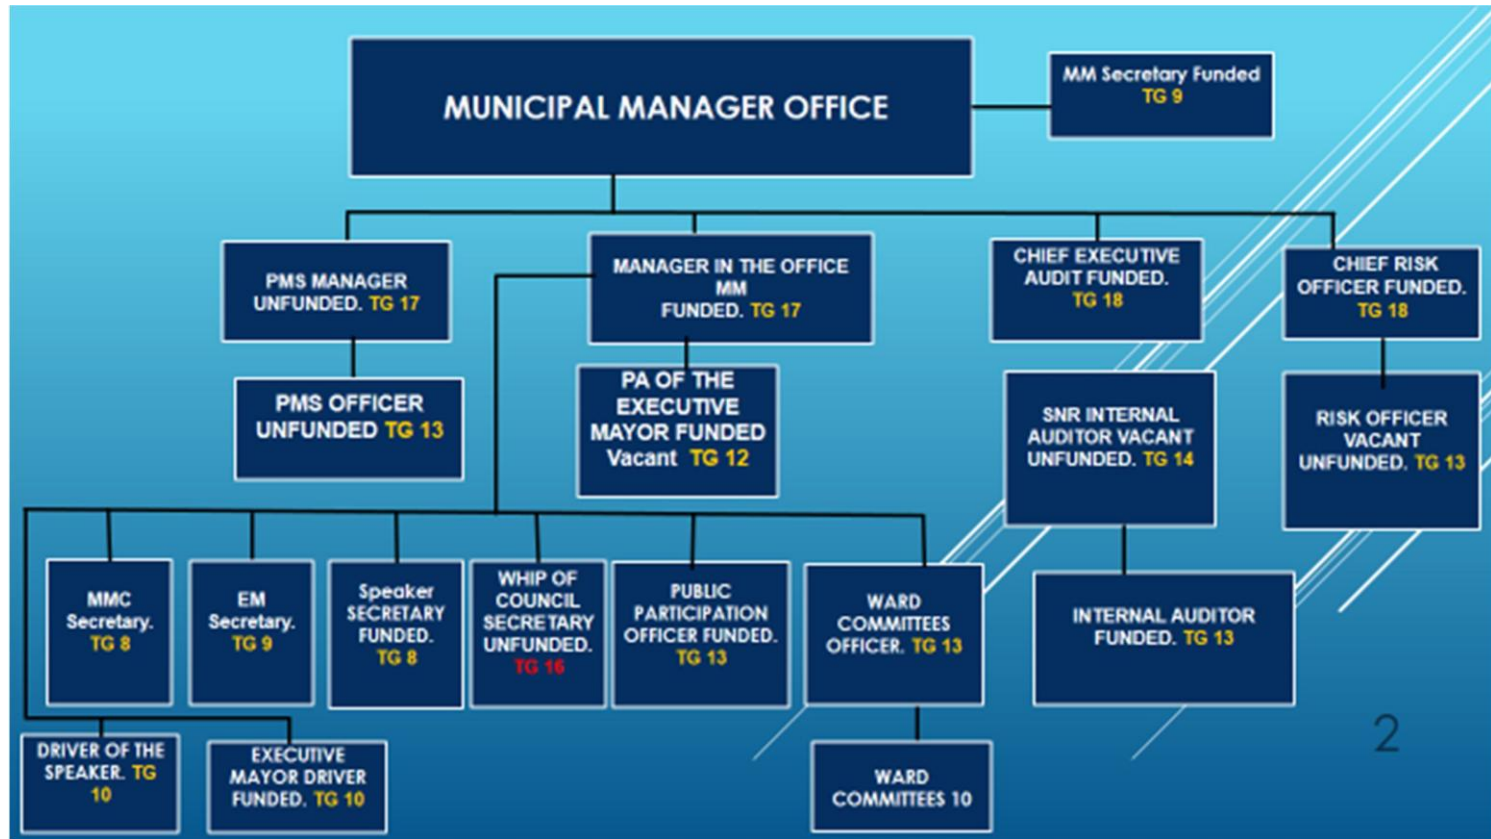 MUNICIPAL MANAGER OFFICE
MM Secretary Funded
TG 9
PMS MANAGER
UNFUNDED. TG 17
MANAGER IN THE OFFICE
MM
FUNDED. TG 17
CHIEF EXECUTIVE
AUDIT FUNDED.
TG 18
CHIEF RISK
OFFICER FUNDED.
TG 18
PMS OFFICER
UNFUNDED TG 13
PA OF THE
EXECUTIVE
MAYOR FUNDED
Vacant TG 12
SNR INTERNAL
AUDITOR VACANT
UNFUNDED. TG 14
RISK OFFICER
VACANT
UNFUNDED. TG 13
MMC
Secretary.
TG 8
EM
Secretary.
TG 9
Speaker
SECRETARY
FUNDED.
TG 8
WHIP OF
COUNCIL
SECRETARY
UNFUNDED.
TG 16
PUBLIC
PARTICIPATION
OFFICER FUNDED.
TG 13
WARD
COMMITTEES
OFFICER. TG 13
INTERNAL AUDITOR
FUNDED. TG 13
DRIVER OF THE
SPEAKER. TG
10
EXECUTIVE
MAYOR DRIVER
FUNDED. TG 10
WARD
COMMITTEES 10
2